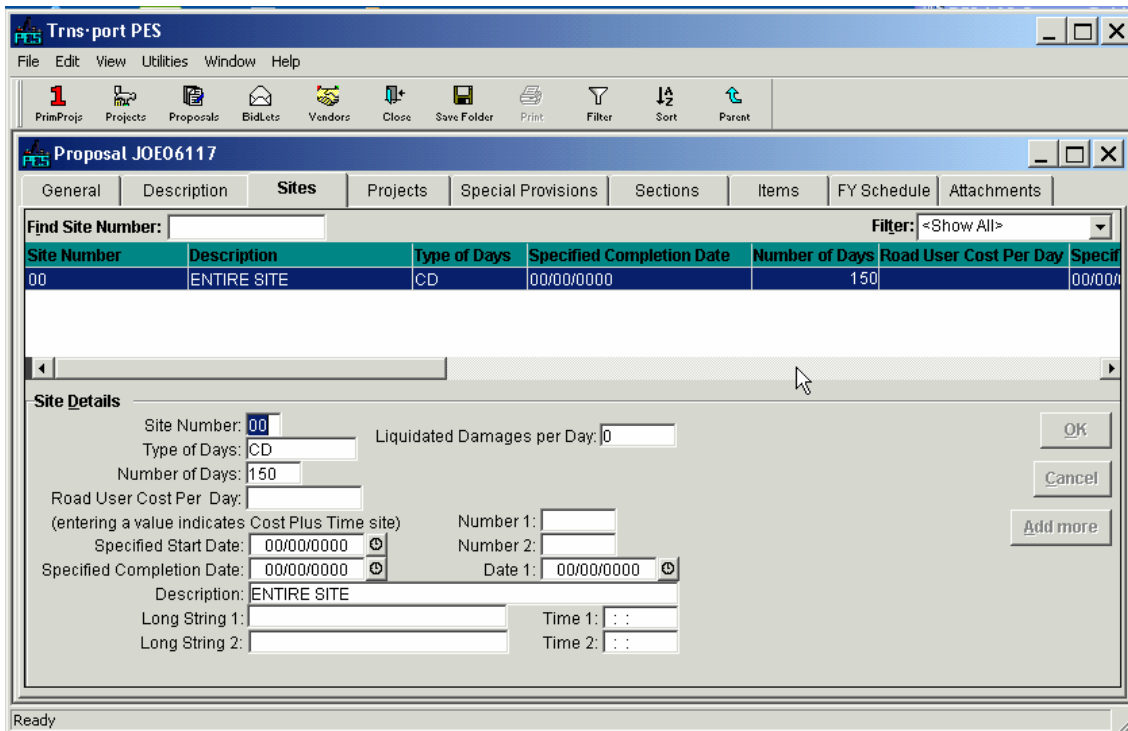 Trns·port PES
File Edit View Utilities Window Help
1
PrimProjs Projects Proposals BidLets Vendors Close Save Folder Print Filter Sort Parent
PES Proposal JOE06117
General Description Sites Projects Special Provisions Sections Items FY Schedule Attachments
Find Site Number: Filter: <Show All>
Site Number Description Type of Days Specified Completion Date Number of Days Road User Cost Per Day Specif
00 ENTIRE SITE CD 00/00/0000 150 00/00/
Site Details
Site Number: 00
Liquidated Damages per Day: 0 OK
Type of Days: CD
Number of Days: 150 Cancel
Road User Cost Per Day:
(entering a value indicates Cost Plus Time site) Number 1: Add more
Specified Start Date: 00/00/0000 Number 2:
Specified Completion Date: 00/00/0000 Date 1: 00/00/0000
Description: ENTIRE SITE
Long String 1: Time 1: : :
Long String 2: Time 2: : :
Ready